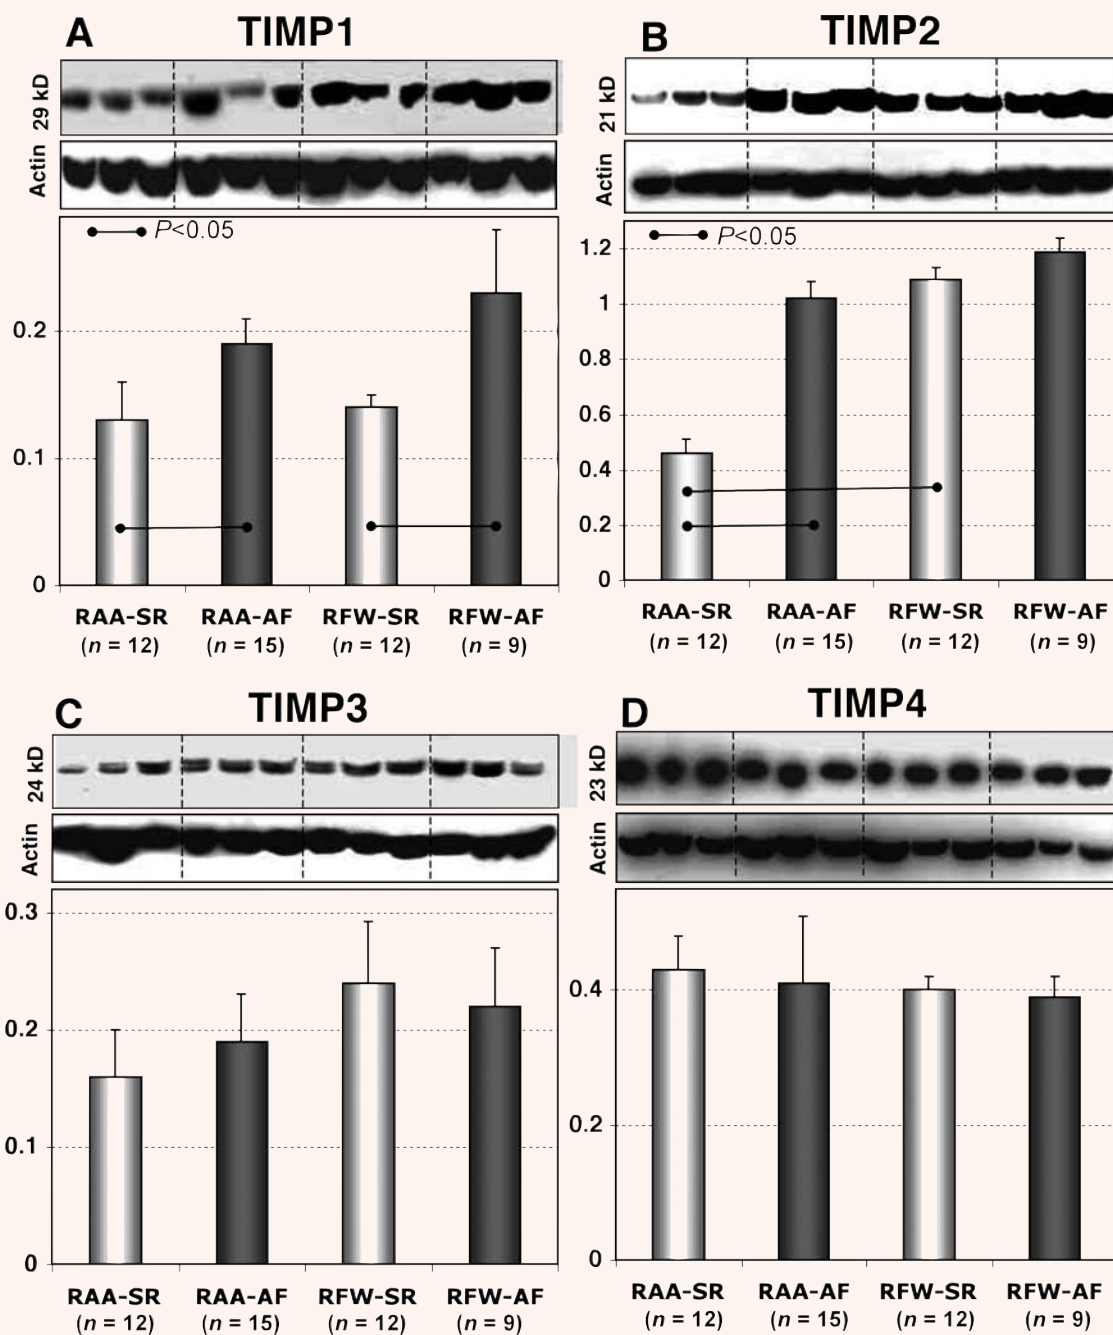 A TIMP1
29 kD
Actin
P<0.05
0.2
0.1
0
RAA-SR RAA-AF RFW-SR RFW-AF
(n = 12) (n = 15) (n = 12) (n = 9)
B TIMP2
21 kD
Actin
P<0.05
1.2
1
0.8
0.6
0.4
0.2
0
RAA-SR RAA-AF RFW-SR RFW-AF
(n = 12) (n = 15) (n = 12) (n = 9)
C TIMP3
24 kD
Actin
0.3
0.2
0.1
0
RAA-SR RAA-AF RFW-SR RFW-AF
(n = 12) (n = 15) (n = 12) (n = 9)
D TIMP4
23 kD
Actin
0.4
0.2
0
RAA-SR RAA-AF RFW-SR RFW-AF
(n = 12) (n = 15) (n = 12) (n = 9)